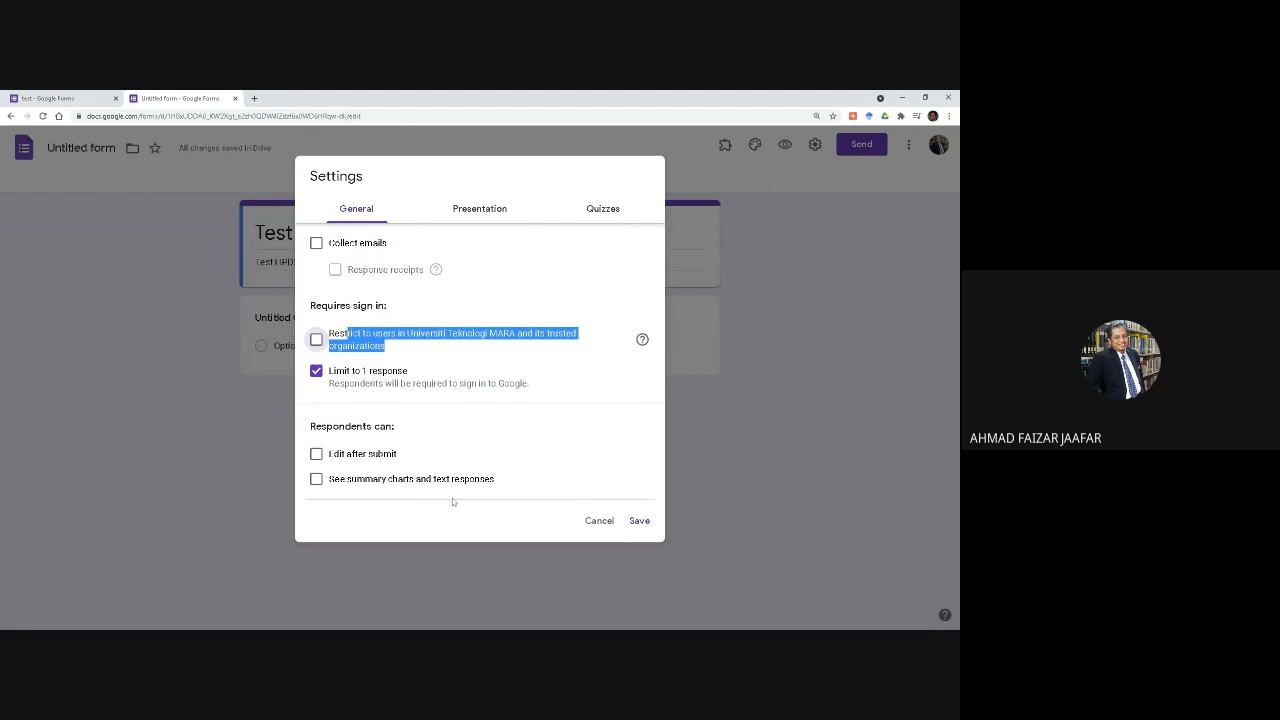 test - Google Forms
Untitled form - Google Forms
Untitled form
All changes saved in Drive
Send
Settings
General Presentation Quizzes
Test
Collect emails
Response receipts
Requires sign in:
Restrict to users in Universiti Teknologi MARA and its trusted
organizations
Limit to 1 response
Respondents will be required to sign in to Google.
Respondents can:
Edit after submit
See summary charts and text responses
Cancel Save
AHMAD FAIZAR JAAFAR